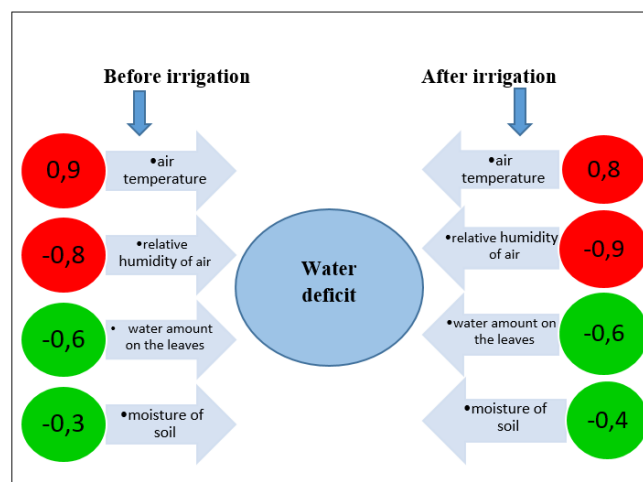 Before irrigation
After irrigation
0,9
•air
temperature
•air
temperature
0,8
-0,8
•relative
humidity of air
•relative humidity
of air
-0,9
Water
deficit
-0,6
• water amount
on the leaves
•water amount on
the leaves
-0,6
-0,3
•moisture of
soil
•moisture of
soil
-0,4